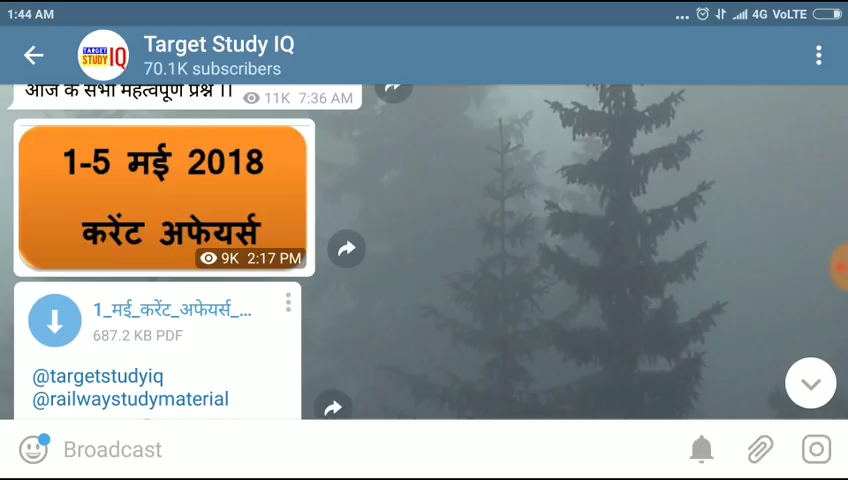 1:44 AM
... 4G VoLTE
TARGET
STUDY IQ
Target Study IQ
70.1K subscribers
आज के सभी महत्वपूर्ण प्रश्न ।।
11K 7:36 AM
1-5 मई 2018
करेंट अफेयर्स
9K 2:17 PM
1_मई_करेंट_अफेयर्स_...
687.2 KB PDF
@targetstudyiq
@railwaystudymaterial
Broadcast